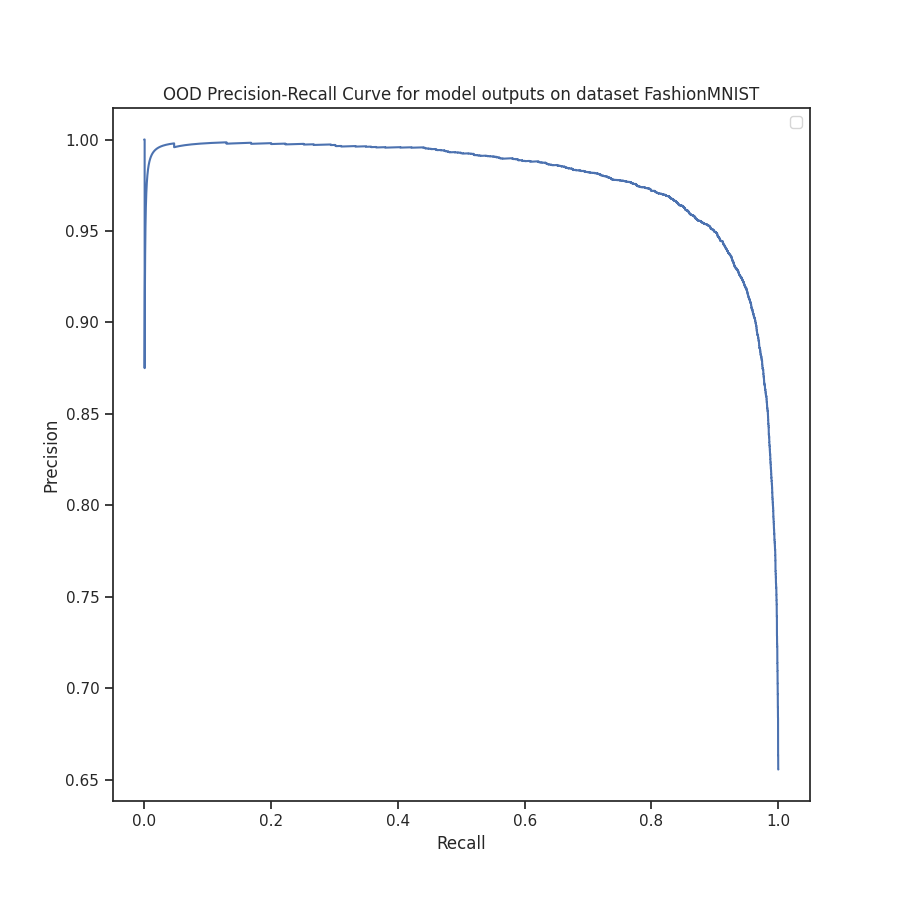 OOD Precision-Recall Curve for model outputs on dataset FashionMNIST
1.00
0.95
0.90
0.85
0.80
0.75
0.70
0.65
Precision
0.0 0.2 0.4 0.6 0.8 1.0
Recall